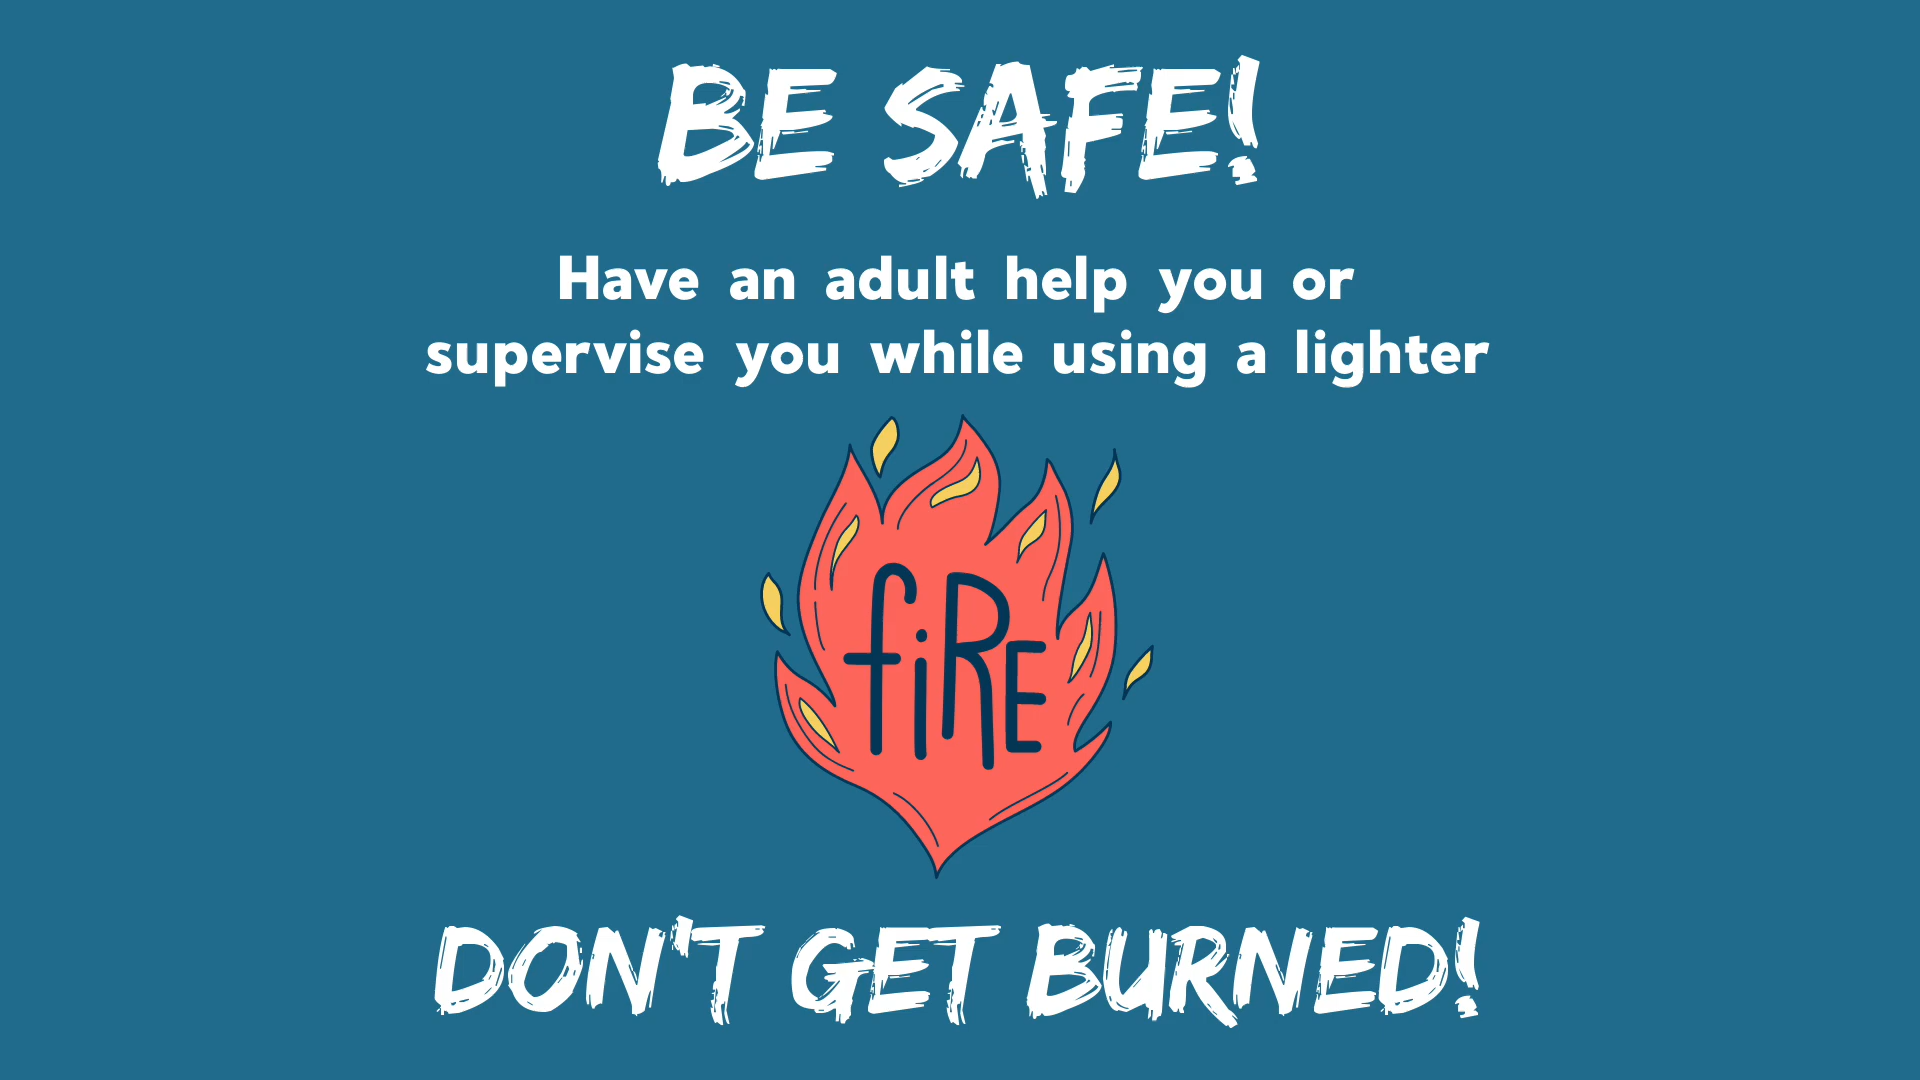 BE SAFE!
Have an adult help you or
supervise you while using a lighter
fiRE
DON'T GET BURNED!